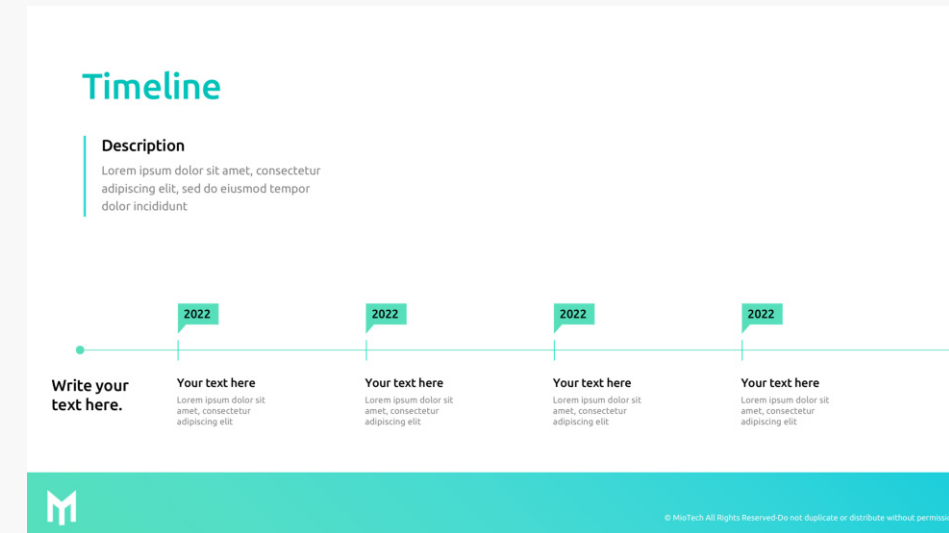 Timeline
Description
Lorem ipsum dolor sit amet, consectetur
adipiscing elit, sed do eiusmod tempor
dolor incididunt
2022
2022
2022
2022
Write your
text here.
Your text here
Lorem ipsum dolor sit
amet, consectetur
adipiscing elit
Your text here
Lorem ipsum dolor sit
amet, consectetur
adipiscing elit
Your text here
Lorem ipsum dolor sit
amet, consectetur
adipiscing elit
Your text here
Lorem ipsum dolor sit
amet, consectetur
adipiscing elit
© MioTech All Rights Reserved-Do not duplicate or distribute without